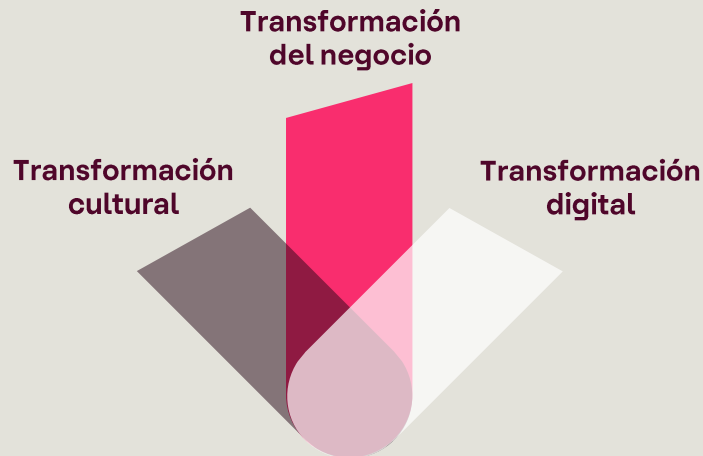 Transformación
del negocio
Transformación
cultural
Transformación
digital